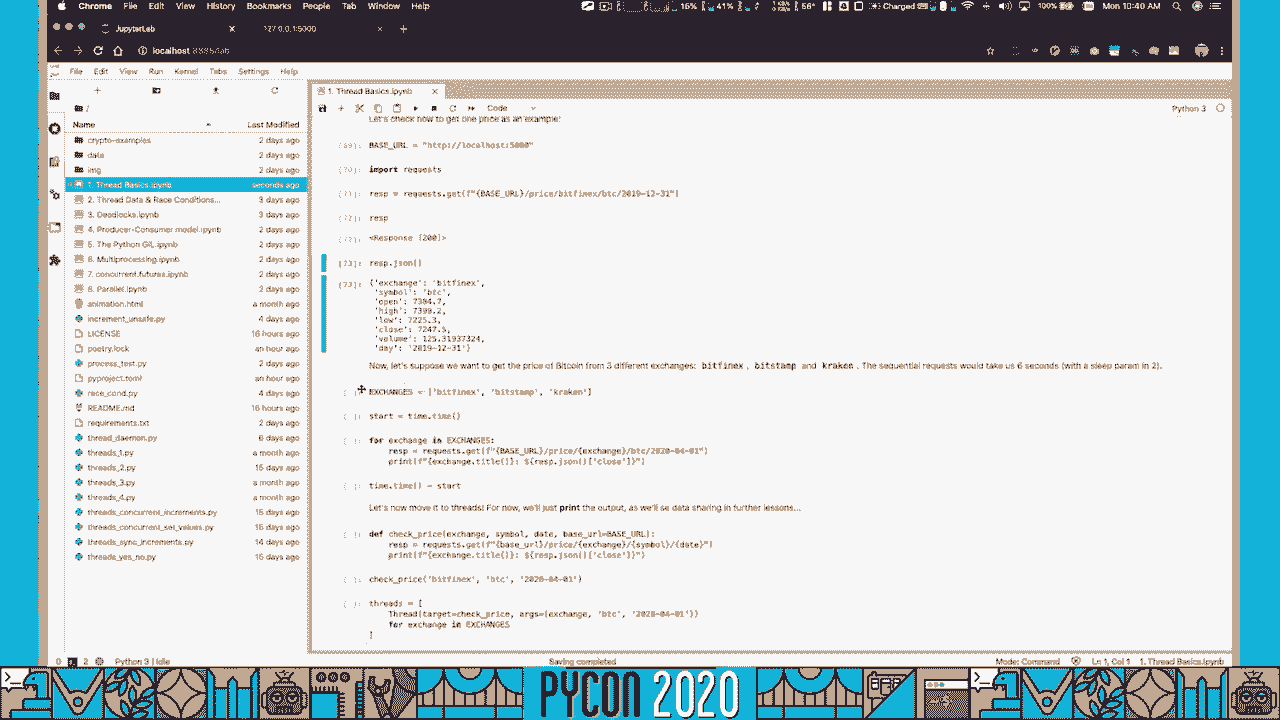 Chrome File Edit View History Bookmarks People Tab Window Help
16% 41% 56° Charged 100% Mon 10:40 AM
JupyterLab
127.0.0.1:5000
localhost
File Edit View Run Kernel Tabs Settings Help
1. Thread Basics.ipynb
Code
Python 3
Name Last Modified
crypto-examples 2 days ago
data 2 days ago
img 2 days ago
1. Thread Basics.ipynb seconds ago
2. Thread Data & Race Conditions... 3 days ago
3. Deadlocks.ipynb 3 days ago
4. Producer-Consumer model.ipynb 2 days ago
5. The Python GIL.ipynb 2 days ago
6. Multiprocessing.ipynb 2 days ago
7. concurrent.futures.ipynb 2 days ago
8. Parallel.ipynb 2 days ago
animation.html a month ago
increment_unsafe.py 4 days ago
LICENSE 16 hours ago
poetry.lock an hour ago
process_test.py 2 days ago
pyproject.toml an hour ago
race_cond.py 4 days ago
README.md 16 hours ago
requirements.txt 2 days ago
thread_daemon.py 6 days ago
threads_1.py a month ago
threads_2.py 15 days ago
threads_3.py a month ago
threads_4.py a month ago
threads_concurrent_increments.py 15 days ago
threads_concurrent_set_values.py 15 days ago
threads_sync_increments.py 14 days ago
threads_yes_no.py 15 days ago
Let's check now to get one price as an example:
[69]: BASE_URL = "http://localhost:5000"
[70]: import requests
[71]: resp = requests.get(f"{BASE_URL}/price/bitfinex/btc/2019-12-31")
[72]: resp
[72]: <Response [200]>
[73]: resp.json()
[73]: {'exchange': 'bitfinex',
'symbol': 'btc',
'open': 7384.7,
'high': 7399.2,
'low': 7225.3,
'close': 7247.5,
'volume': 125.31937324,
'day': '2019-12-31'}
Now, let's suppose we want to get the price of Bitcoin from 3 different exchanges: bitfinex , bitstamp and kraken . The sequential requests would take us 6 seconds (with a sleep param in 2).
[ ]: EXCHANGES = ['bitfinex', 'bitstamp', 'kraken']
[ ]: start = time.time()
[ ]: for exchange in EXCHANGES:
resp = requests.get(f"{BASE_URL}/price/{exchange}/btc/2020-04-01")
print(f"{exchange.title()}: ${resp.json()['close']}")
[ ]: time.time() - start
Let's now move it to threads! For now, we'll just print the output, as we'll se data sharing in further lessons...
[ ]: def check_price(exchange, symbol, date, base_url=BASE_URL):
resp = requests.get(f"{base_url}/price/{exchange}/{symbol}/{date}")
print(f"{exchange.title()}: ${resp.json()['close']}")
[ ]: check_price('bitfinex', 'btc', '2020-04-01')
[ ]: threads = [
Thread(target=check_price, args=(exchange, 'btc', '2020-04-01'))
for exchange in EXCHANGES
]
0 2 Python 3 | Idle
Saving completed
Mode: Command Ln 1, Col 1 1. Thread Basics.ipynb
PYCON 2020